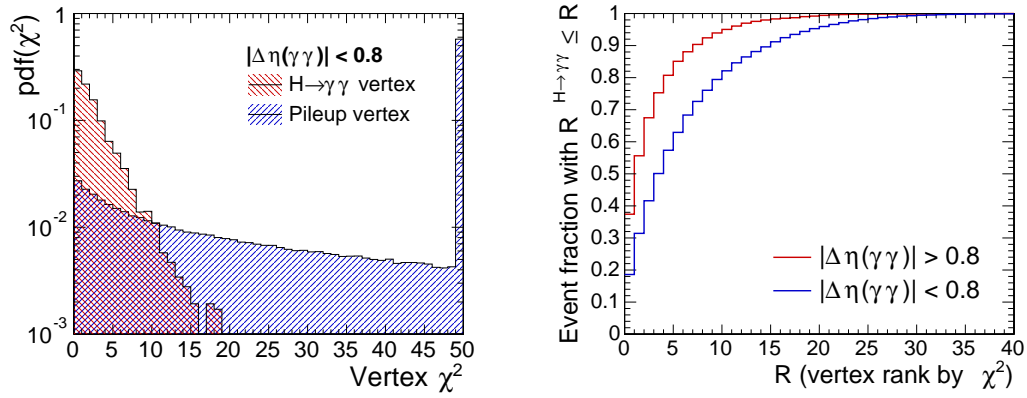 pdf(χ²)
1
10⁻¹
10⁻²
10⁻³
|Δη(γγ)| < 0.8
H→γγ vertex
Pileup vertex
0 5 10 15 20 25 30 35 40 45 50
Vertex χ²
Event fraction with R^H→γγ ≤ R
1
0.9
0.8
0.7
0.6
0.5
0.4
0.3
0.2
0.1
0
|Δη(γγ)| > 0.8
|Δη(γγ)| < 0.8
0 5 10 15 20 25 30 35 40
R (vertex rank by χ²)